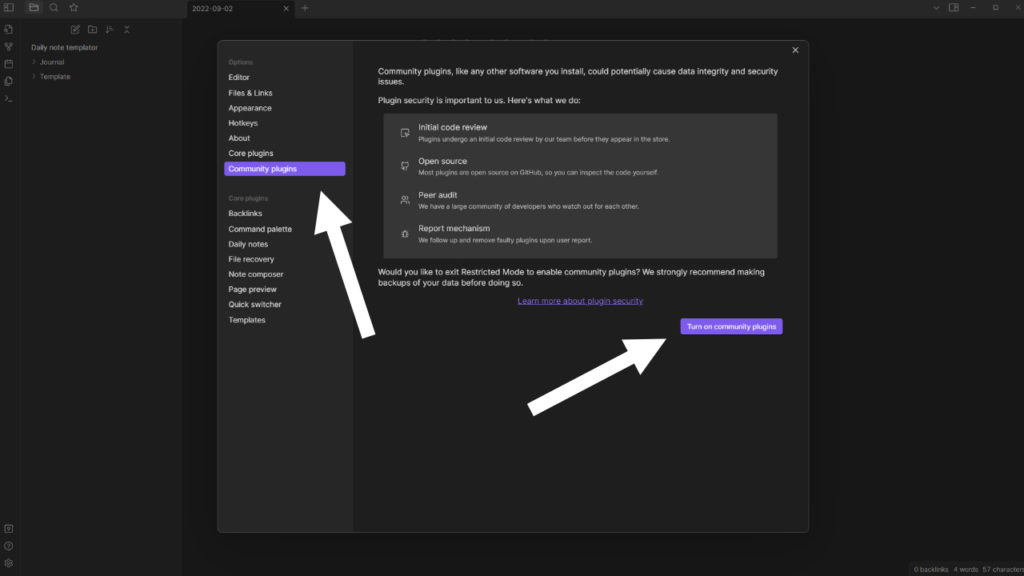 2022-09-02
Daily note templator
Journal
Template
Options
Editor
Files & Links
Appearance
Hotkeys
About
Core plugins
Community plugins
Core plugins
Backlinks
Command palette
Daily notes
File recovery
Note composer
Page preview
Quick switcher
Templates
Community plugins, like any other software you install, could potentially cause data integrity and security
issues.
Plugin security is important to us. Here's what we do:
Initial code review
Plugins undergo an initial code review by our team before they appear in the store.
Open source
Most plugins are open source on GitHub, so you can inspect the code yourself.
Peer audit
We have a large community of developers who watch out for each other.
Report mechanism
We follow up and remove faulty plugins upon user report.
Would you like to exit Restricted Mode to enable community plugins? We strongly recommend making
backups of your data before doing so.
Learn more about plugin security
Turn on community plugins
0 backlinks 4 words 57 characters